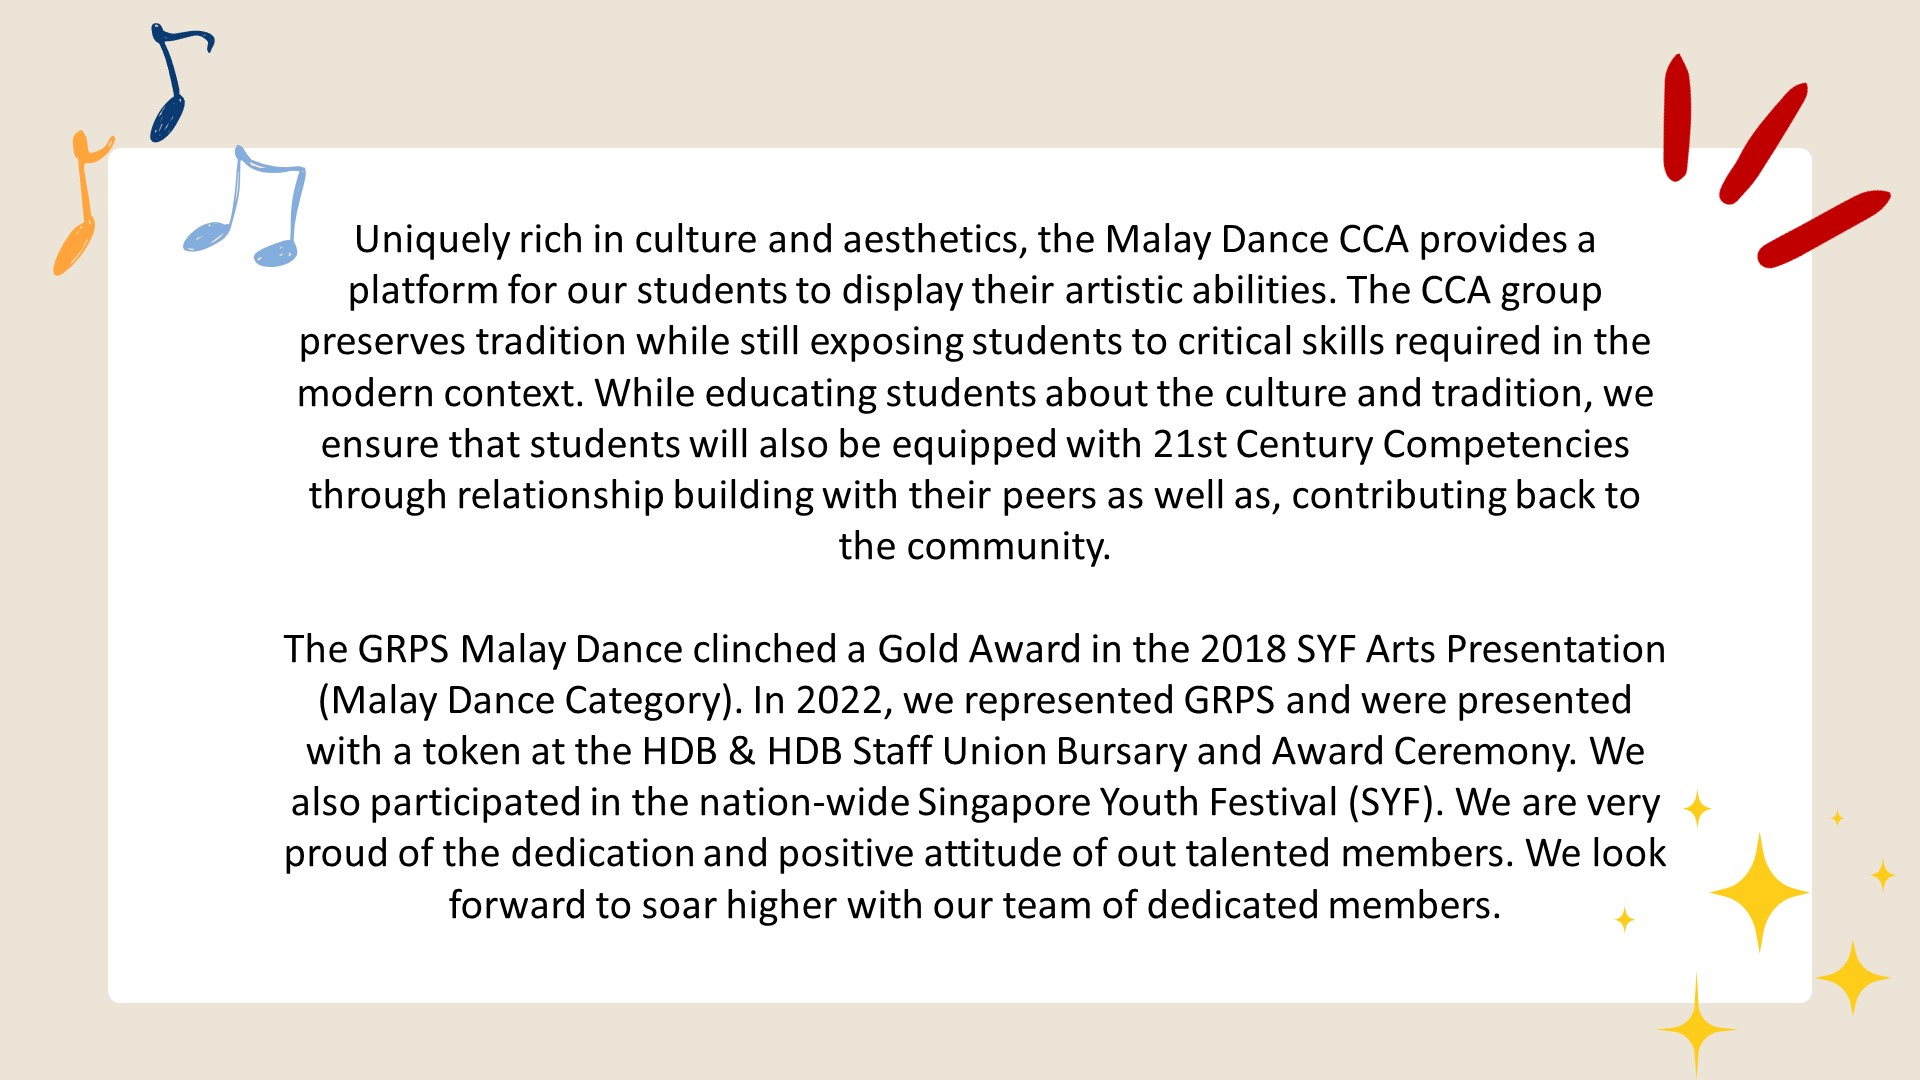 Uniquely rich in culture and aesthetics, the Malay Dance CCA provides a
platform for our students to display their artistic abilities. The CCA group
preserves tradition while still exposing students to critical skills required in the
modern context. While educating students about the culture and tradition, we
ensure that students will also be equipped with 21st Century Competencies
through relationship building with their peers as well as, contributing back to
the community.
The GRPS Malay Dance clinched a Gold Award in the 2018 SYF Arts Presentation
(Malay Dance Category). In 2022, we represented GRPS and were presented
with a token at the HDB & HDB Staff Union Bursary and Award Ceremony. We
also participated in the nation-wide Singapore Youth Festival (SYF). We are very
proud of the dedication and positive attitude of out talented members. We look
forward to soar higher with our team of dedicated members.